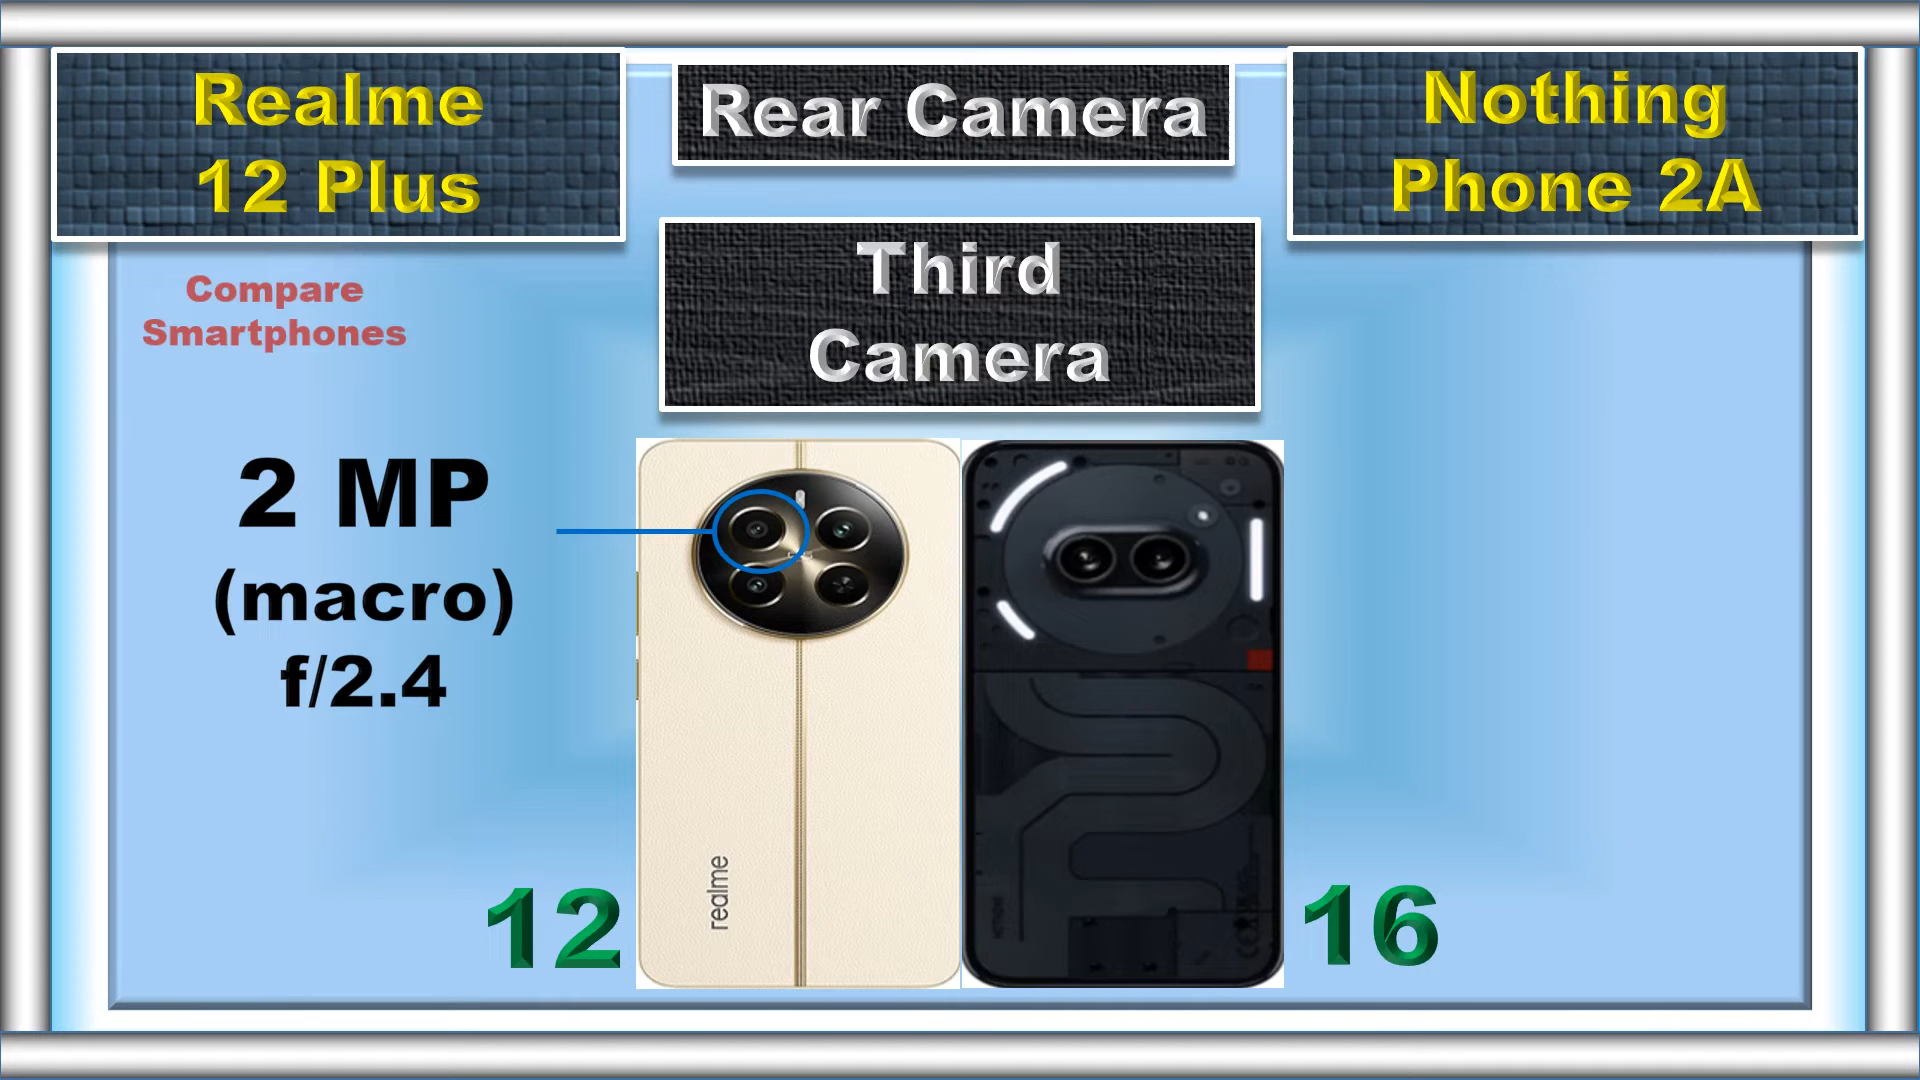 Realme
12 Plus
Rear Camera
Nothing
Phone 2A
Third
Camera
Compare
Smartphones
2 MP
(macro)
f/2.4
realme
12
16